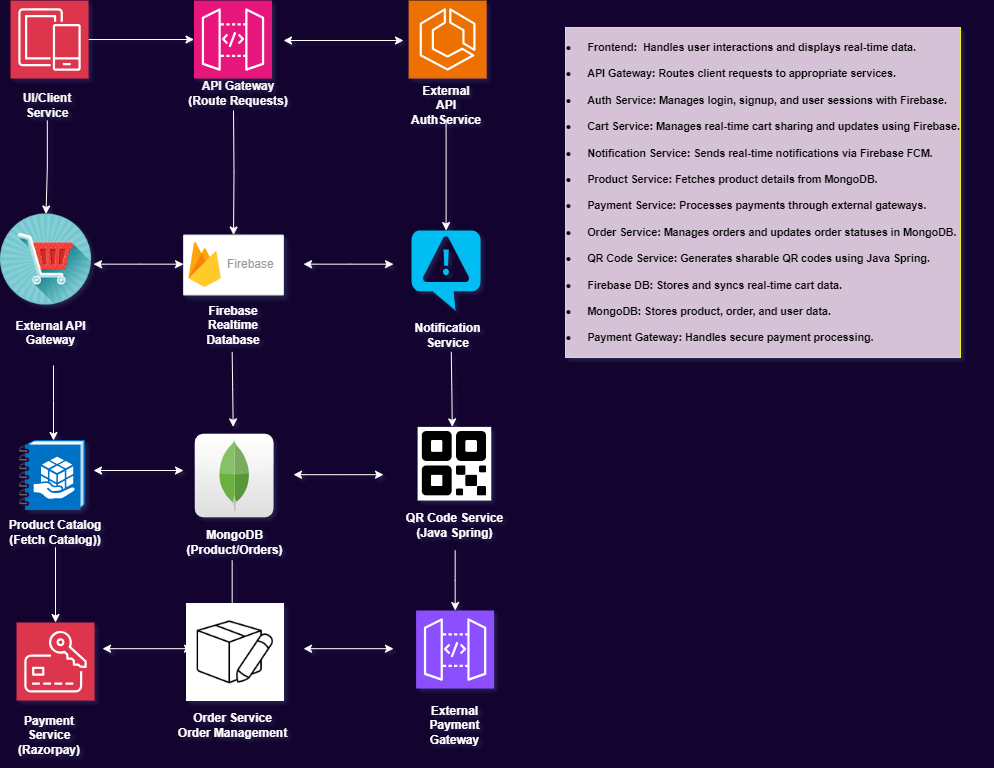 UI/Client
Service
API Gateway
(Route Requests)
External
API
AuthService
External API
Gateway
Firebase
Firebase
Realtime
Database
Notification
Service
Product Catalog
(Fetch Catalog))
MongoDB
(Product/Orders)
QR Code Service
(Java Spring)
Payment
Service
(Razorpay)
Order Service
Order Management
External
Payment
Gateway
</>
</>
• Frontend:  Handles user interactions and displays real-time data.
• API Gateway: Routes client requests to appropriate services.
• Auth Service: Manages login, signup, and user sessions with Firebase.
• Cart Service: Manages real-time cart sharing and updates using Firebase.
• Notification Service: Sends real-time notifications via Firebase FCM.
• Product Service: Fetches product details from MongoDB.
• Payment Service: Processes payments through external gateways.
• Order Service: Manages orders and updates order statuses in MongoDB.
• QR Code Service: Generates sharable QR codes using Java Spring.
• Firebase DB: Stores and syncs real-time cart data.
• MongoDB: Stores product, order, and user data.
• Payment Gateway: Handles secure payment processing.